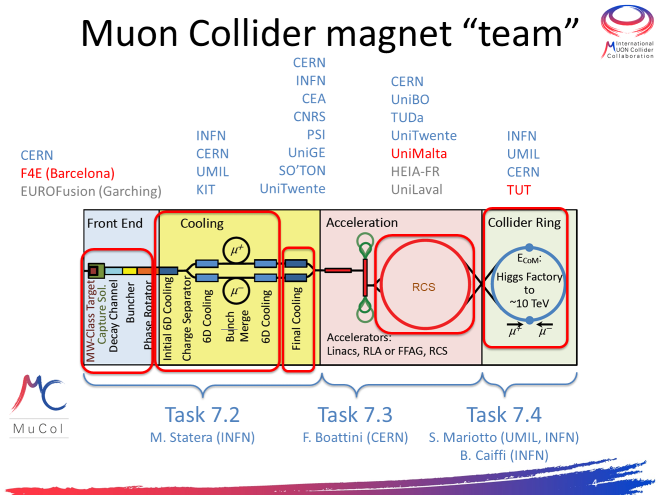 Muon Collider magnet “team”
International
MUON Collider
Collaboration
CERN
F4E (Barcelona)
EUROFusion (Garching)
INFN
CERN
UMIL
KIT
CERN
INFN
CEA
CNRS
PSI
UniGE
SO’TON
UniTwente
CERN
UniBO
TUDa
UniTwente
UniMalta
HEIA-FR
UniLaval
INFN
UMIL
CERN
TUT
Front End
Cooling
Acceleration
Collider Ring
MW-Class Target
Capture Sol.
Decay Channel
Buncher
Phase Rotator
Initial 6D Cooling
Charge Separator
6D Cooling
μ+
μ−
Bunch
Merge
6D Cooling
Final Cooling
RCS
Accelerators:
Linacs, RLA or FFAG, RCS
ECoM:
Higgs Factory
to
~10 TeV
μ+ μ−
MuCol
Task 7.2
M. Statera (INFN)
Task 7.3
F. Boattini (CERN)
Task 7.4
S. Mariotto (UMIL, INFN)
B. Caiffi (INFN)
4